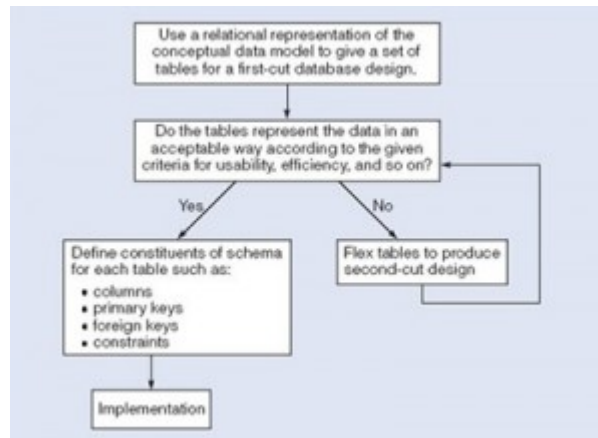 Use a relational representation of the
conceptual data model to give a set of
tables for a first-cut database design.
Do the tables represent the data in an
acceptable way according to the given
criteria for usability, efficiency, and so on?
Yes
No
Define constituents of schema
for each table such as:
• columns
• primary keys
• foreign keys
• constraints
Flex tables to produce
second-cut design
Implementation